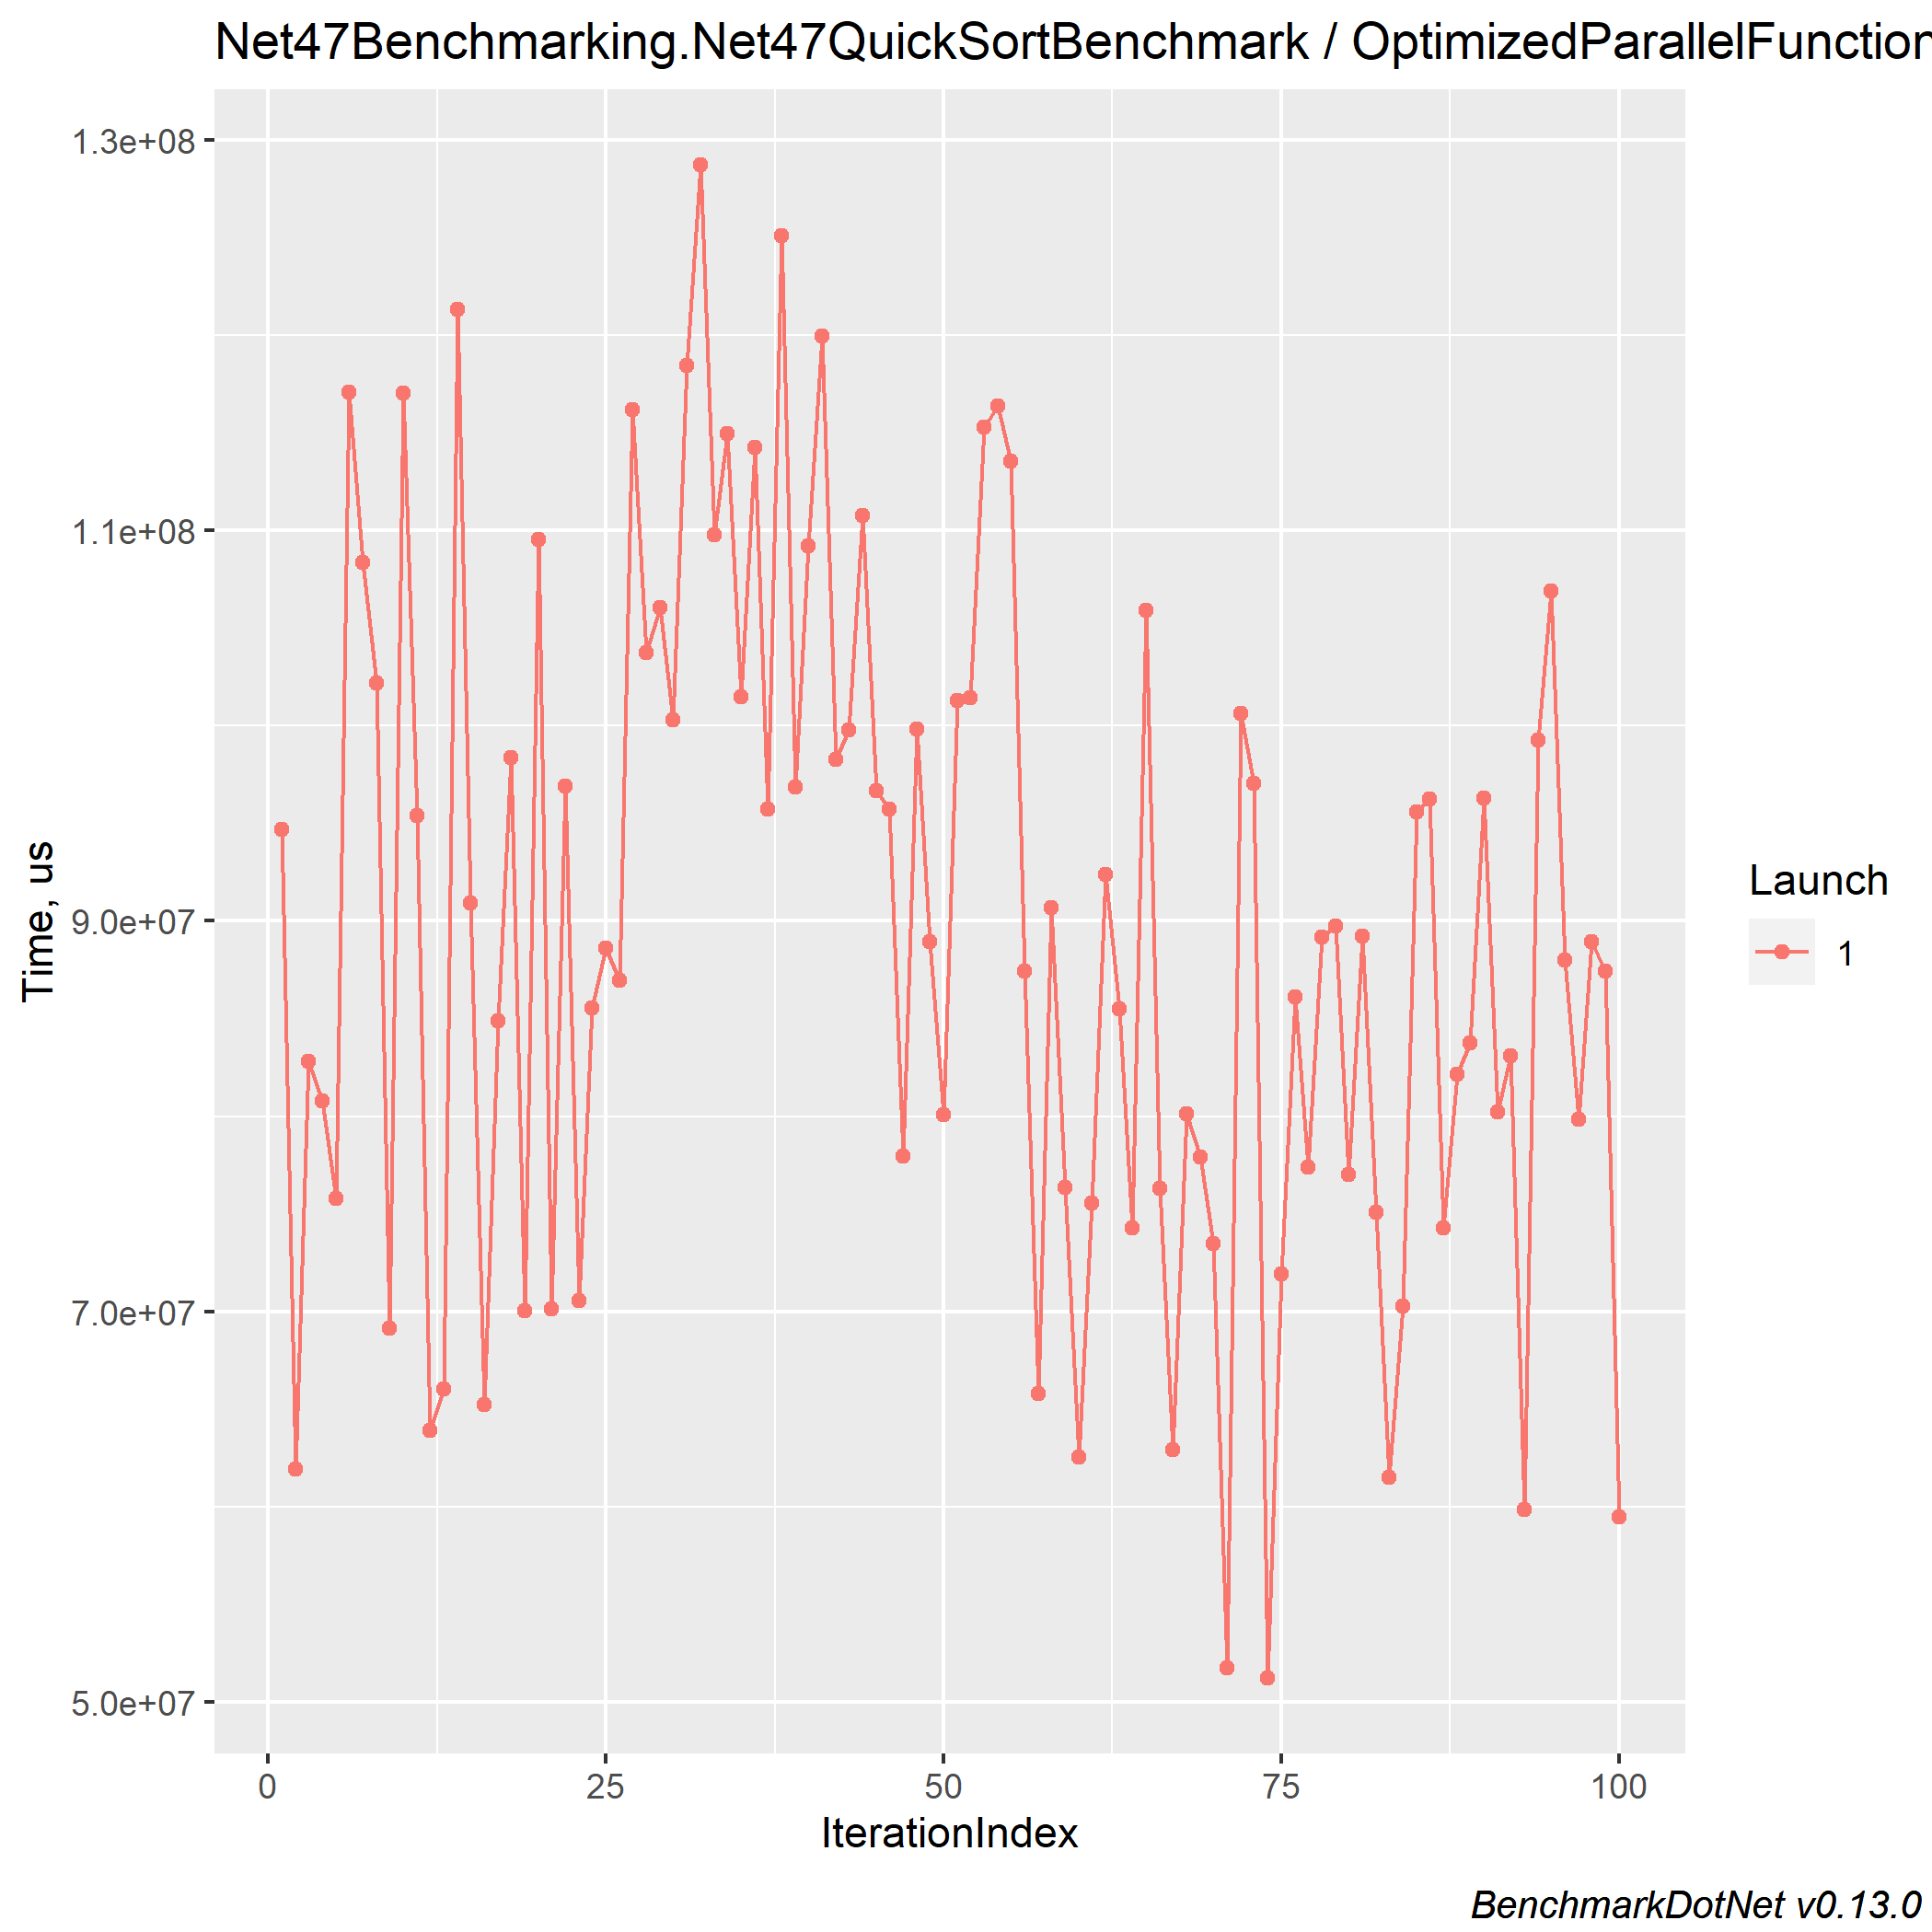 Net47Benchmarking.Net47QuickSortBenchmark / OptimizedParallelFunction
1.3e+08
1.1e+08
9.0e+07
7.0e+07
5.0e+07
Time, us
0 25 50 75 100
IterationIndex
Launch
1
BenchmarkDotNet v0.13.0